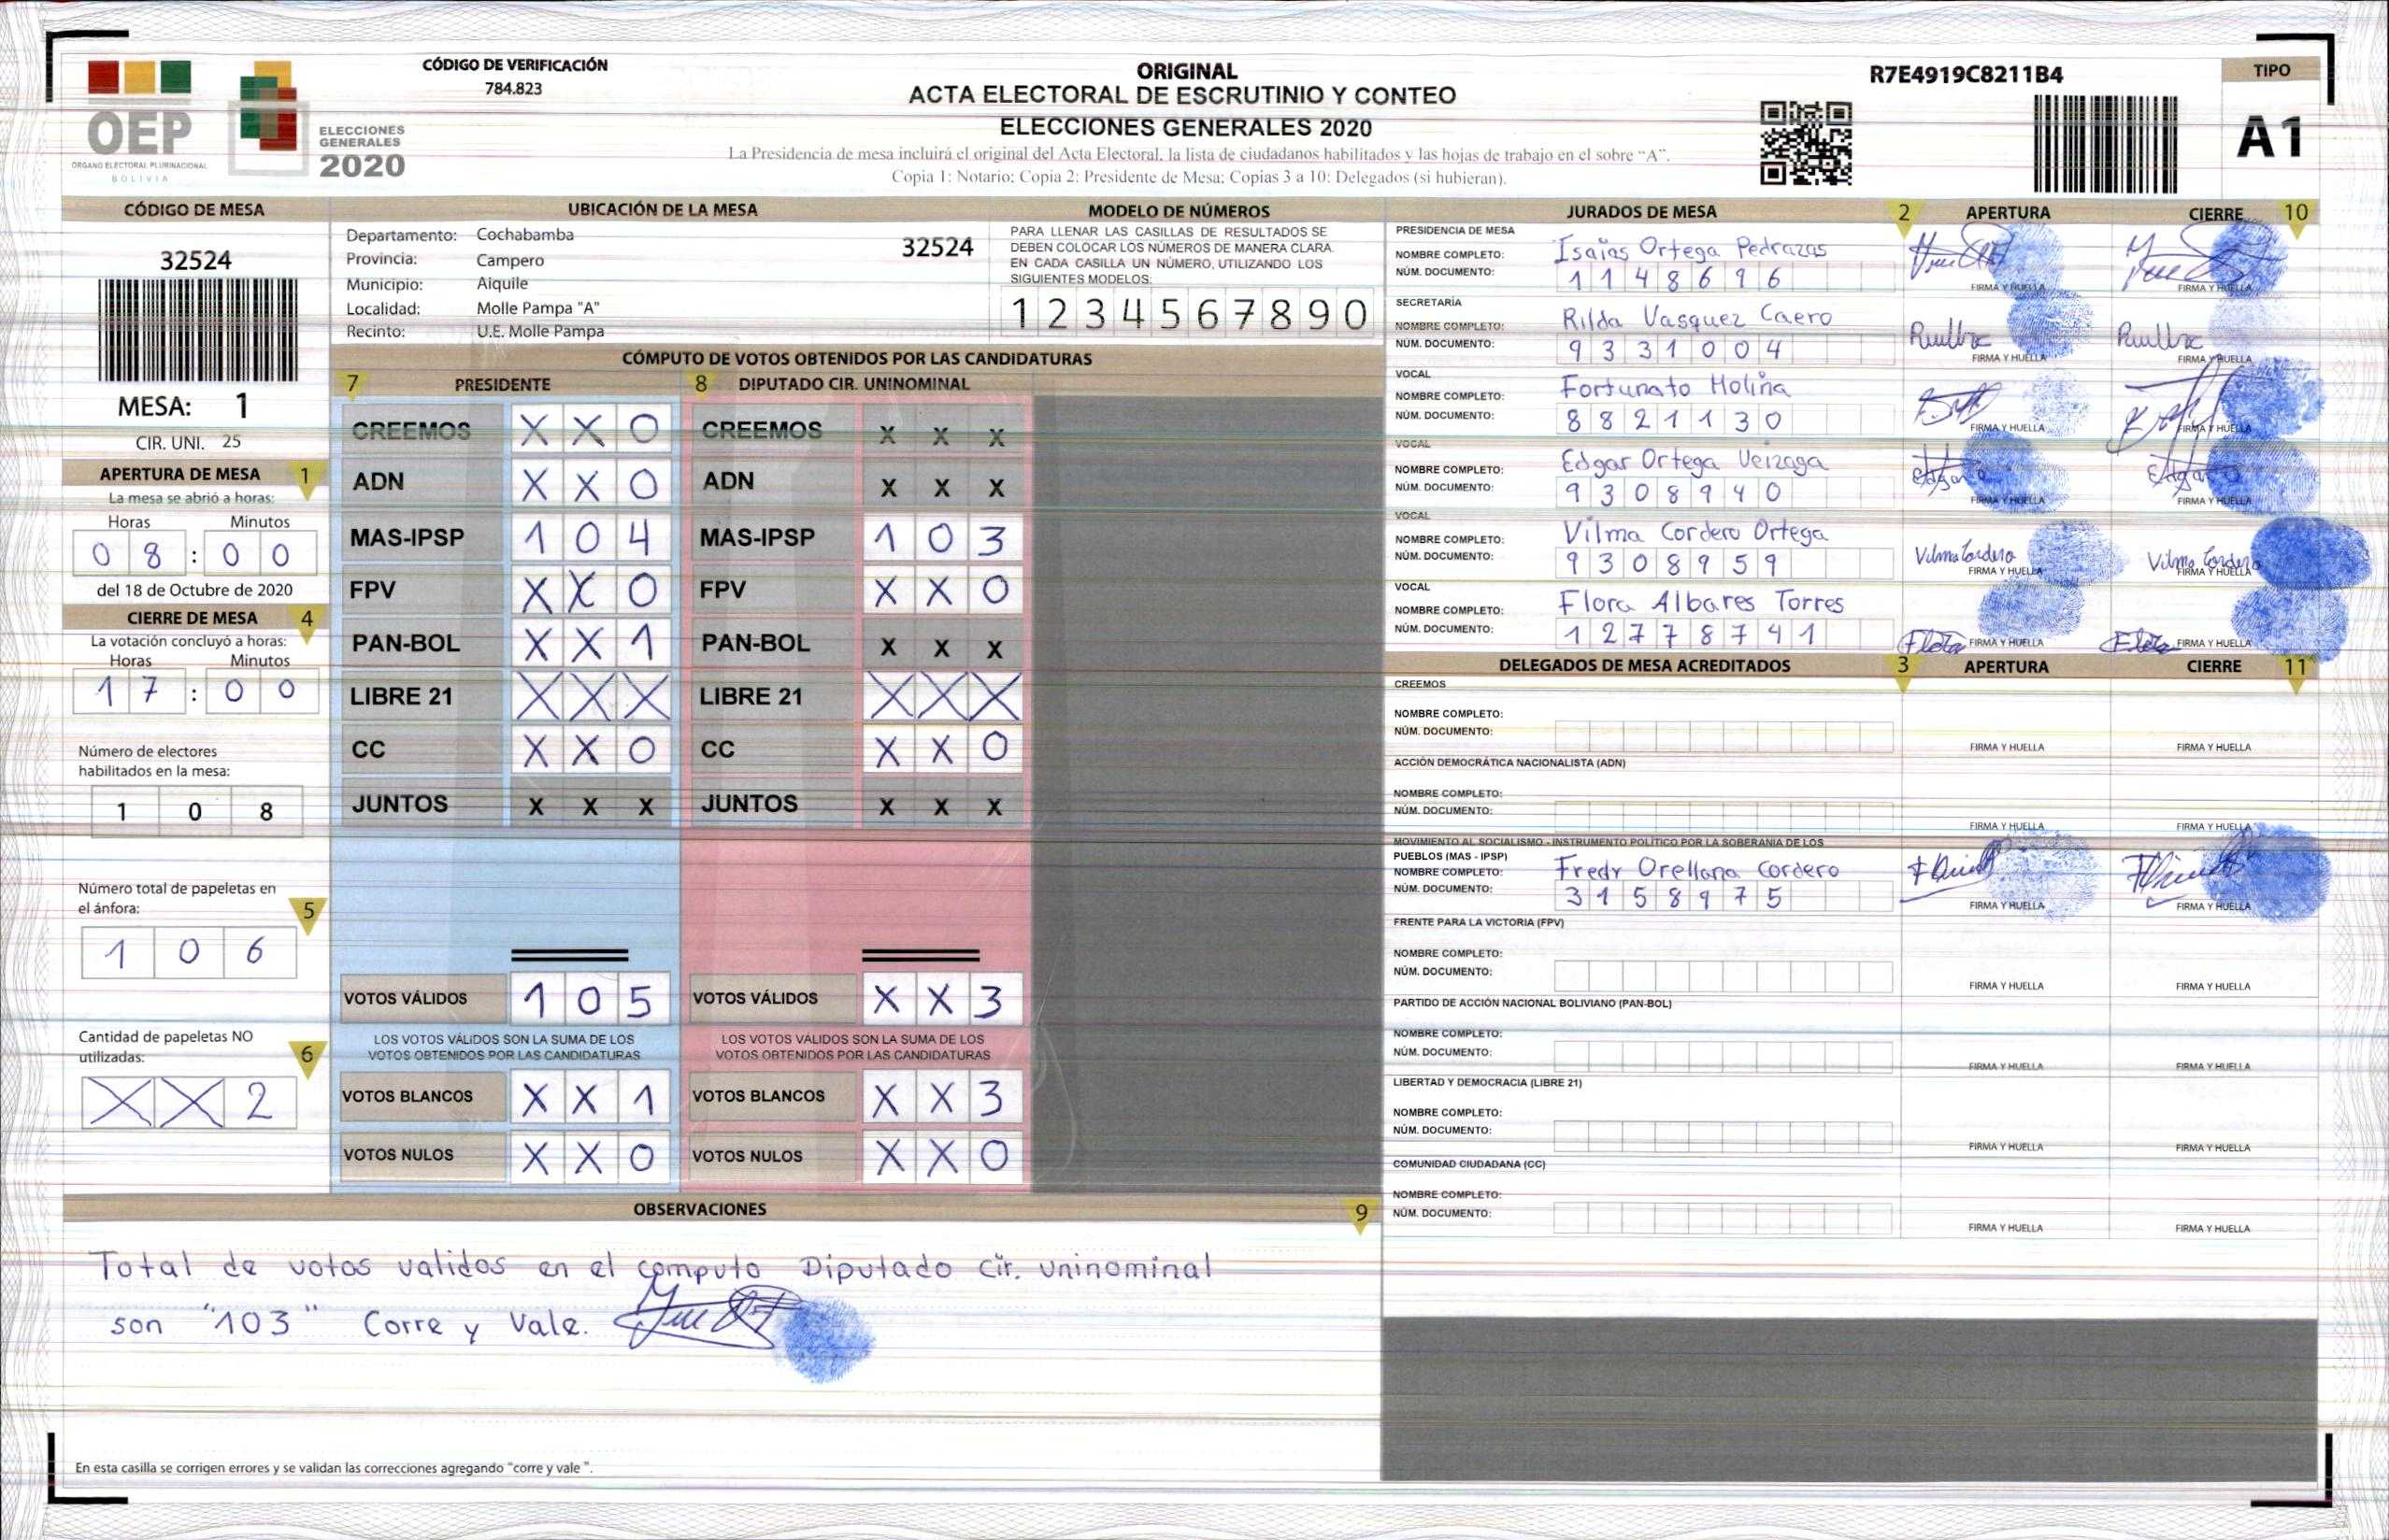 CÓDIGO DE VERIFICACIÓN
784.823
OEP
ÓRGANO ELECTORAL PLURINACIONAL
BOLIVIA
ELECCIONES
GENERALES
2020
ORIGINAL
ACTA ELECTORAL DE ESCRUTINIO Y CONTEO
ELECCIONES GENERALES 2020
La Presidencia de mesa incluirá el original del Acta Electoral, la lista de ciudadanos habilitados y las hojas de trabajo en el sobre "A".
Copia 1: Notario; Copia 2: Presidente de Mesa; Copias 3 a 10: Delegados (si hubieran).
R7E4919C8211B4
TIPO
A1
CÓDIGO DE MESA
32524
MESA: 1
CIR. UNI. 25
APERTURA DE MESA 1
La mesa se abrió a horas:
Horas Minutos
0 8 : 0 0
del 18 de Octubre de 2020
CIERRE DE MESA 4
La votación concluyó a horas:
Horas Minutos
1 7 : 0 0
Número de electores
habilitados en la mesa:
1 0 8
Número total de papeletas en
el ánfora: 5
1 0 6
Cantidad de papeletas NO
utilizadas: 6
X X 2
UBICACIÓN DE LA MESA
Departamento: Cochabamba
32524
Provincia: Campero
Municipio: Aiquile
Localidad: Molle Pampa "A"
Recinto: U.E. Molle Pampa
MODELO DE NÚMEROS
PARA LLENAR LAS CASILLAS DE RESULTADOS SE
DEBEN COLOCAR LOS NÚMEROS DE MANERA CLARA.
EN CADA CASILLA UN NÚMERO, UTILIZANDO LOS
SIGUIENTES MODELOS:
1 2 3 4 5 6 7 8 9 0
CÓMPUTO DE VOTOS OBTENIDOS POR LAS CANDIDATURAS
7 PRESIDENTE 8 DIPUTADO CIR. UNINOMINAL
CREEMOS X X 0 CREEMOS X X X
ADN X X 0 ADN X X X
MAS-IPSP 1 0 4 MAS-IPSP 1 0 3
FPV X X 0 FPV X X 0
PAN-BOL X X 1 PAN-BOL X X X
LIBRE 21 X X X LIBRE 21 X X X
CC X X 0 CC X X 0
JUNTOS X X X JUNTOS X X X
VOTOS VÁLIDOS 1 0 5 VOTOS VÁLIDOS X X 3
LOS VOTOS VÁLIDOS SON LA SUMA DE LOS LOS VOTOS VÁLIDOS SON LA SUMA DE LOS
VOTOS OBTENIDOS POR LAS CANDIDATURAS VOTOS OBTENIDOS POR LAS CANDIDATURAS
VOTOS BLANCOS X X 1 VOTOS BLANCOS X X 3
VOTOS NULOS X X 0 VOTOS NULOS X X 0
OBSERVACIONES 9
Total de votos validos en el computo Diputado Cir. Uninominal
son "103" Corre y Vale.
En esta casilla se corrigen errores y se validan las correcciones agregando "corre y vale ".
JURADOS DE MESA 2 APERTURA CIERRE 10
PRESIDENCIA DE MESA
NOMBRE COMPLETO: Isaías Ortega Pedrazas
NÚM. DOCUMENTO: 1 1 4 8 6 9 6
FIRMA Y HUELLA FIRMA Y HUELLA
SECRETARÍA
NOMBRE COMPLETO: Rilda Vasquez Caero
NÚM. DOCUMENTO: 9 3 3 1 0 0 4
FIRMA Y HUELLA FIRMA Y HUELLA
VOCAL
NOMBRE COMPLETO: Fortunato Molina
NÚM. DOCUMENTO: 8 8 2 1 1 3 0
FIRMA Y HUELLA FIRMA Y HUELLA
VOCAL
NOMBRE COMPLETO: Edgar Ortega Veizaga
NÚM. DOCUMENTO: 9 3 0 8 9 4 0
FIRMA Y HUELLA FIRMA Y HUELLA
VOCAL
NOMBRE COMPLETO: Vilma Cordero Ortega
NÚM. DOCUMENTO: 9 3 0 8 9 5 9
Vilma Cordero Vilma Cordero
FIRMA Y HUELLA FIRMA Y HUELLA
VOCAL
NOMBRE COMPLETO: Flora Albares Torres
NÚM. DOCUMENTO: 1 2 7 7 8 7 4 1
FIRMA Y HUELLA FIRMA Y HUELLA
DELEGADOS DE MESA ACREDITADOS 3 APERTURA CIERRE 11
CREEMOS
NOMBRE COMPLETO:
NÚM. DOCUMENTO:
FIRMA Y HUELLA FIRMA Y HUELLA
ACCIÓN DEMOCRÁTICA NACIONALISTA (ADN)
NOMBRE COMPLETO:
NÚM. DOCUMENTO:
FIRMA Y HUELLA FIRMA Y HUELLA
MOVIMIENTO AL SOCIALISMO - INSTRUMENTO POLÍTICO POR LA SOBERANÍA DE LOS
PUEBLOS (MAS - IPSP)
NOMBRE COMPLETO: Fredy Orellana Cordero
NÚM. DOCUMENTO: 3 1 5 8 9 7 5
FIRMA Y HUELLA FIRMA Y HUELLA
FRENTE PARA LA VICTORIA (FPV)
NOMBRE COMPLETO:
NÚM. DOCUMENTO:
FIRMA Y HUELLA FIRMA Y HUELLA
PARTIDO DE ACCIÓN NACIONAL BOLIVIANO (PAN-BOL)
NOMBRE COMPLETO:
NÚM. DOCUMENTO:
FIRMA Y HUELLA FIRMA Y HUELLA
LIBERTAD Y DEMOCRACIA (LIBRE 21)
NOMBRE COMPLETO:
NÚM. DOCUMENTO:
FIRMA Y HUELLA FIRMA Y HUELLA
COMUNIDAD CIUDADANA (CC)
NOMBRE COMPLETO:
NÚM. DOCUMENTO:
FIRMA Y HUELLA FIRMA Y HUELLA